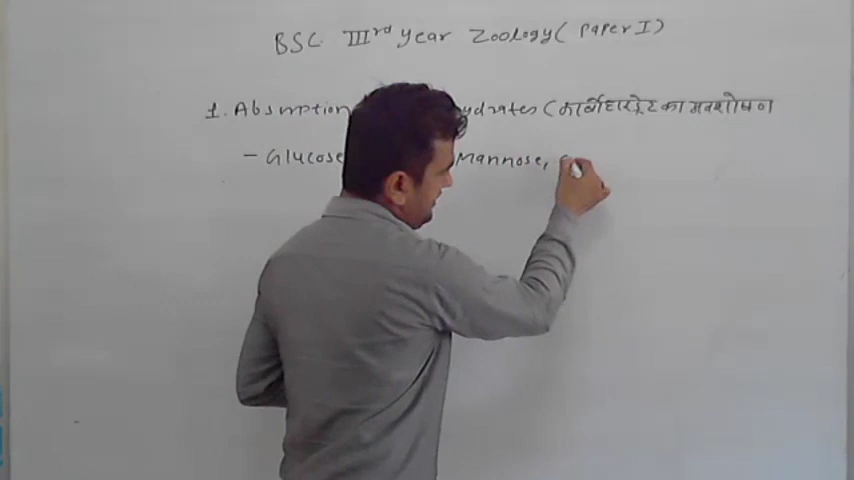 BSC IIIrd year Zoology ( Paper I )
1. Absorption ydrates ( कार्बोहाइड्रेट का अवशोषण
- Glucose Mannose,